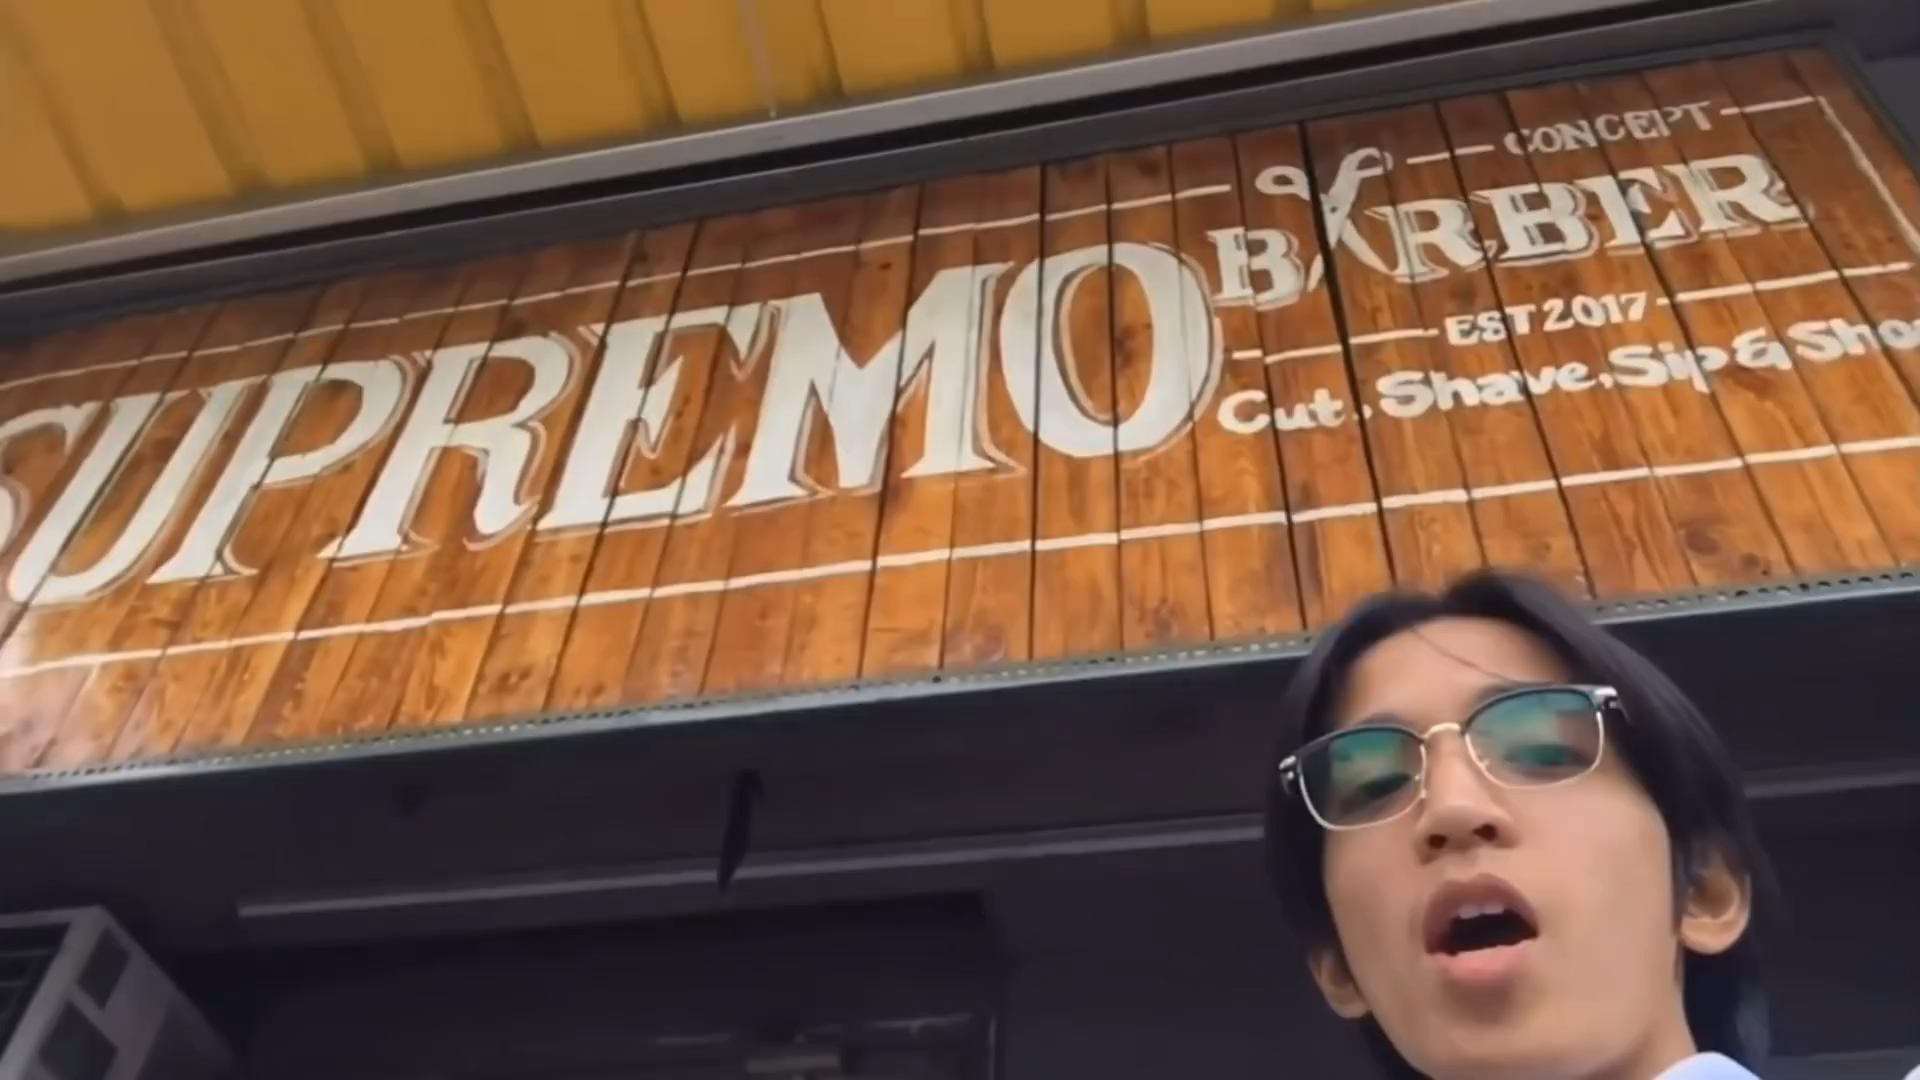 SUPREMO
CONCEPT
BARBER
EST 2017
Cut, Shave, Sip &